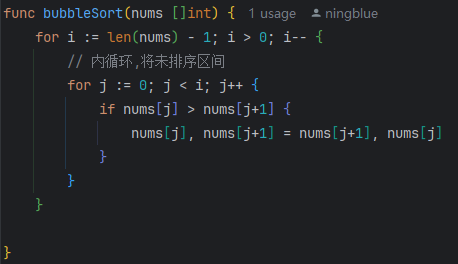 func bubbleSort(nums []int) { 1 usage ningblue
    for i := len(nums) - 1; i > 0; i-- {
        // 内循环,将未排序区间
        for j := 0; j < i; j++ {
            if nums[j] > nums[j+1] {
                nums[j], nums[j+1] = nums[j+1], nums[j]
            }
        }
    }
}